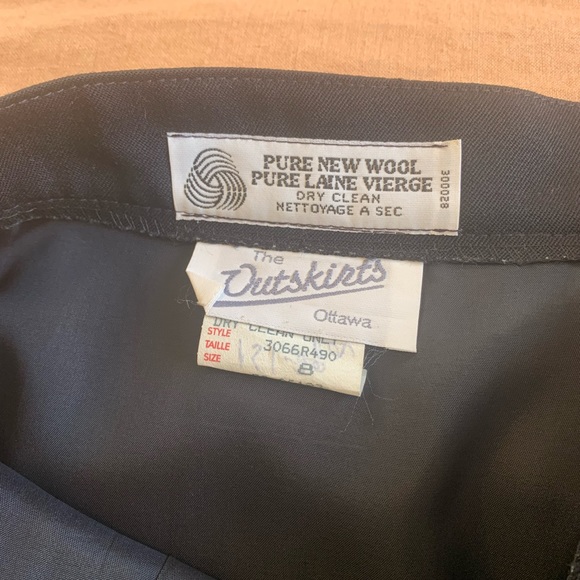 PURE NEW WOOL
PURE LAINE VIERGE
DRY CLEAN
NETTOYAGE A SEC
820003E
The
Outskirts
Ottawa
DRY CLEAN ONLY
STYLE 3066R490
TAILLE
SIZE 8